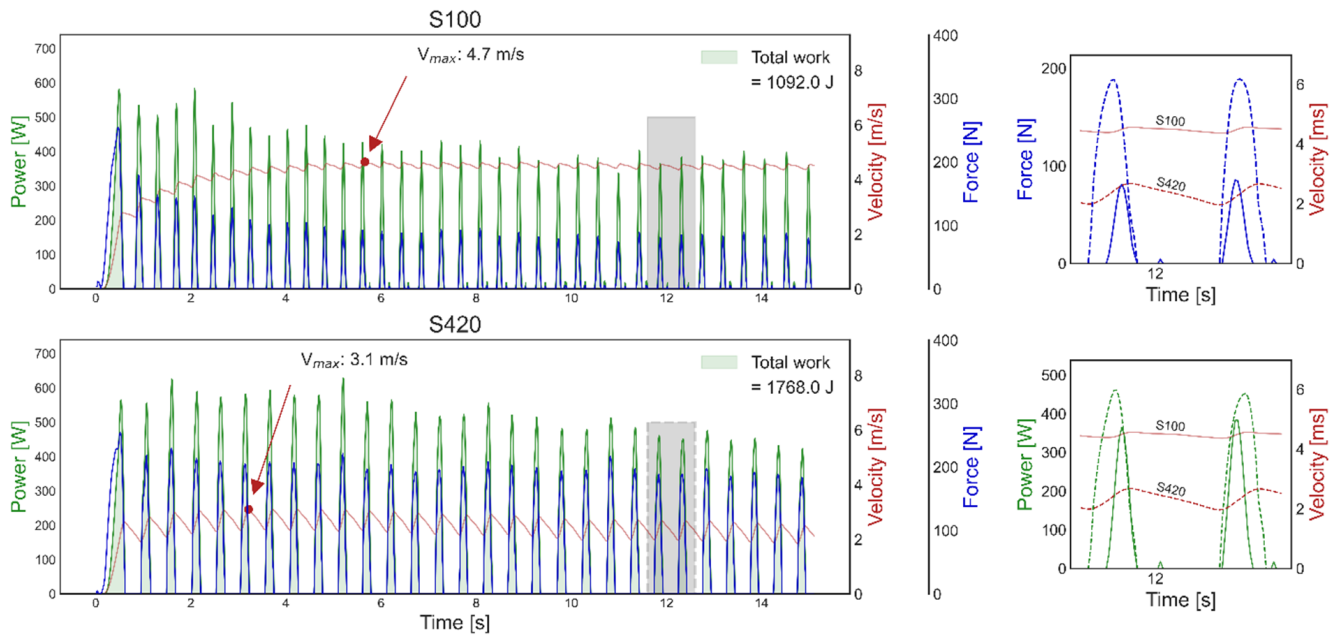 S100
V_max: 4.7 m/s
Total work
= 1092.0 J
Power [W]
700
600
500
400
300
200
100
0
0 2 4 6 8 10 12 14
8
6
4
2
0
Velocity [m/s]
Force [N]
400
300
200
100
0
Force [N]
200
100
0
S100
S420
12
Time [s]
6
4
2
0
Velocity [ms]
S420
V_max: 3.1 m/s
Total work
= 1768.0 J
Power [W]
700
600
500
400
300
200
100
0
0 2 4 6 8 10 12 14
Time [s]
8
6
4
2
0
Velocity [m/s]
Force [N]
400
300
200
100
0
Power [W]
500
400
300
200
100
0
S100
S420
12
Time [s]
6
4
2
0
Velocity [ms]